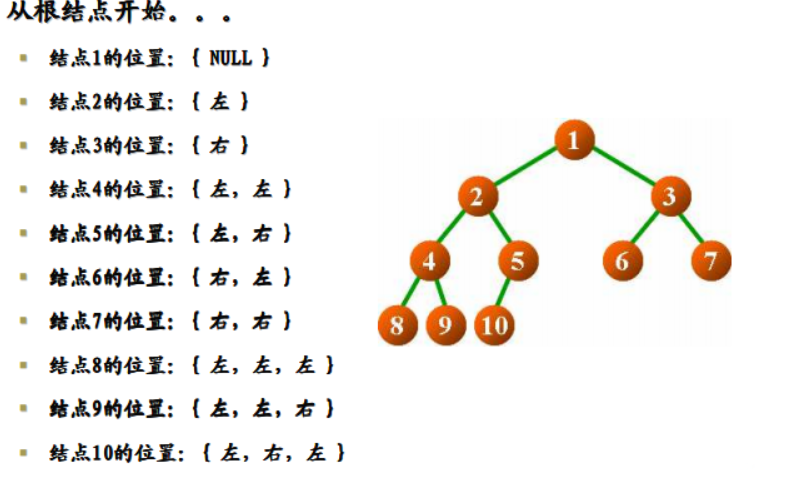 从根结点开始。。。
结点1的位置:{ NULL }
结点2的位置:{ 左 }
结点3的位置:{ 右 }
结点4的位置:{ 左，左 }
结点5的位置:{ 左，右 }
结点6的位置:{ 右，左 }
结点7的位置:{ 右，右 }
结点8的位置:{ 左，左，左 }
结点9的位置:{ 左，左，右 }
结点10的位置:{ 左，右，左 }
1
2 3
4 5 6 7
8 9 10